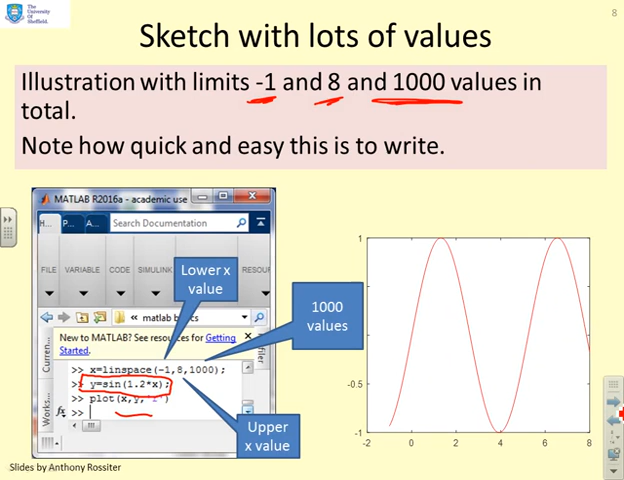 The
University
Of
Sheffield.
8
Sketch with lots of values
Illustration with limits -1 and 8 and 1000 values in
total.
Note how quick and easy this is to write.
MATLAB R2016a - academic use
H...
P...
A...
Search Documentation
FILE
VARIABLE
CODE
SIMULINK
RESOUR
Lower x
value
1000
values
matlab basics
New to MATLAB? See resources for Getting
Started.
>> x=linspace(-1,8,1000);
>> y=sin(1.2*x);
>> plot(x,y,
fx >>
Curren
Works
Upper
x value
1
-0.5
-1
-2
0
2
4
6
8
Slides by Anthony Rossiter